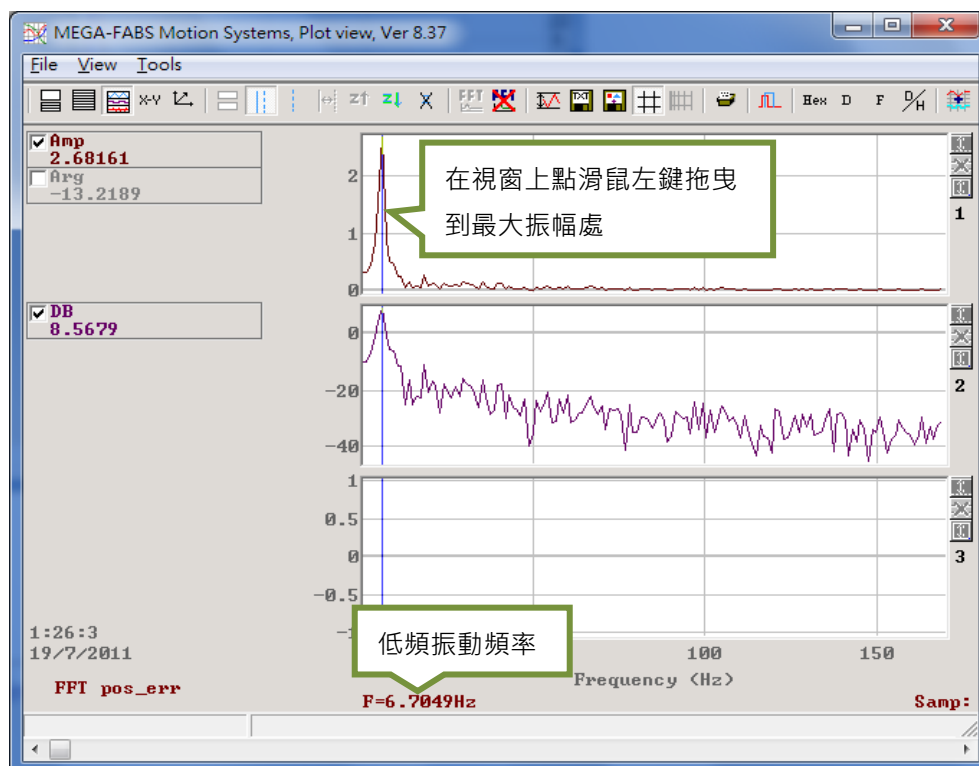 MEGA-FABS Motion Systems, Plot view, Ver 8.37
File View Tools
X-Y
z↑
z↓
X
FFT
FFT
TXT
Hex D F D/H
Amp
2.68161
Arg
-13.2189
2
1
0
在視窗上點滑鼠左鍵拖曳
到最大振幅處
1
DB
8.5679
0
-20
-40
2
1
0.5
0
-0.5
-1
3
低頻振動頻率
1:26:3
19/7/2011
100
150
FFT pos_err
Frequency (Hz)
F=6.7049Hz
Samp: